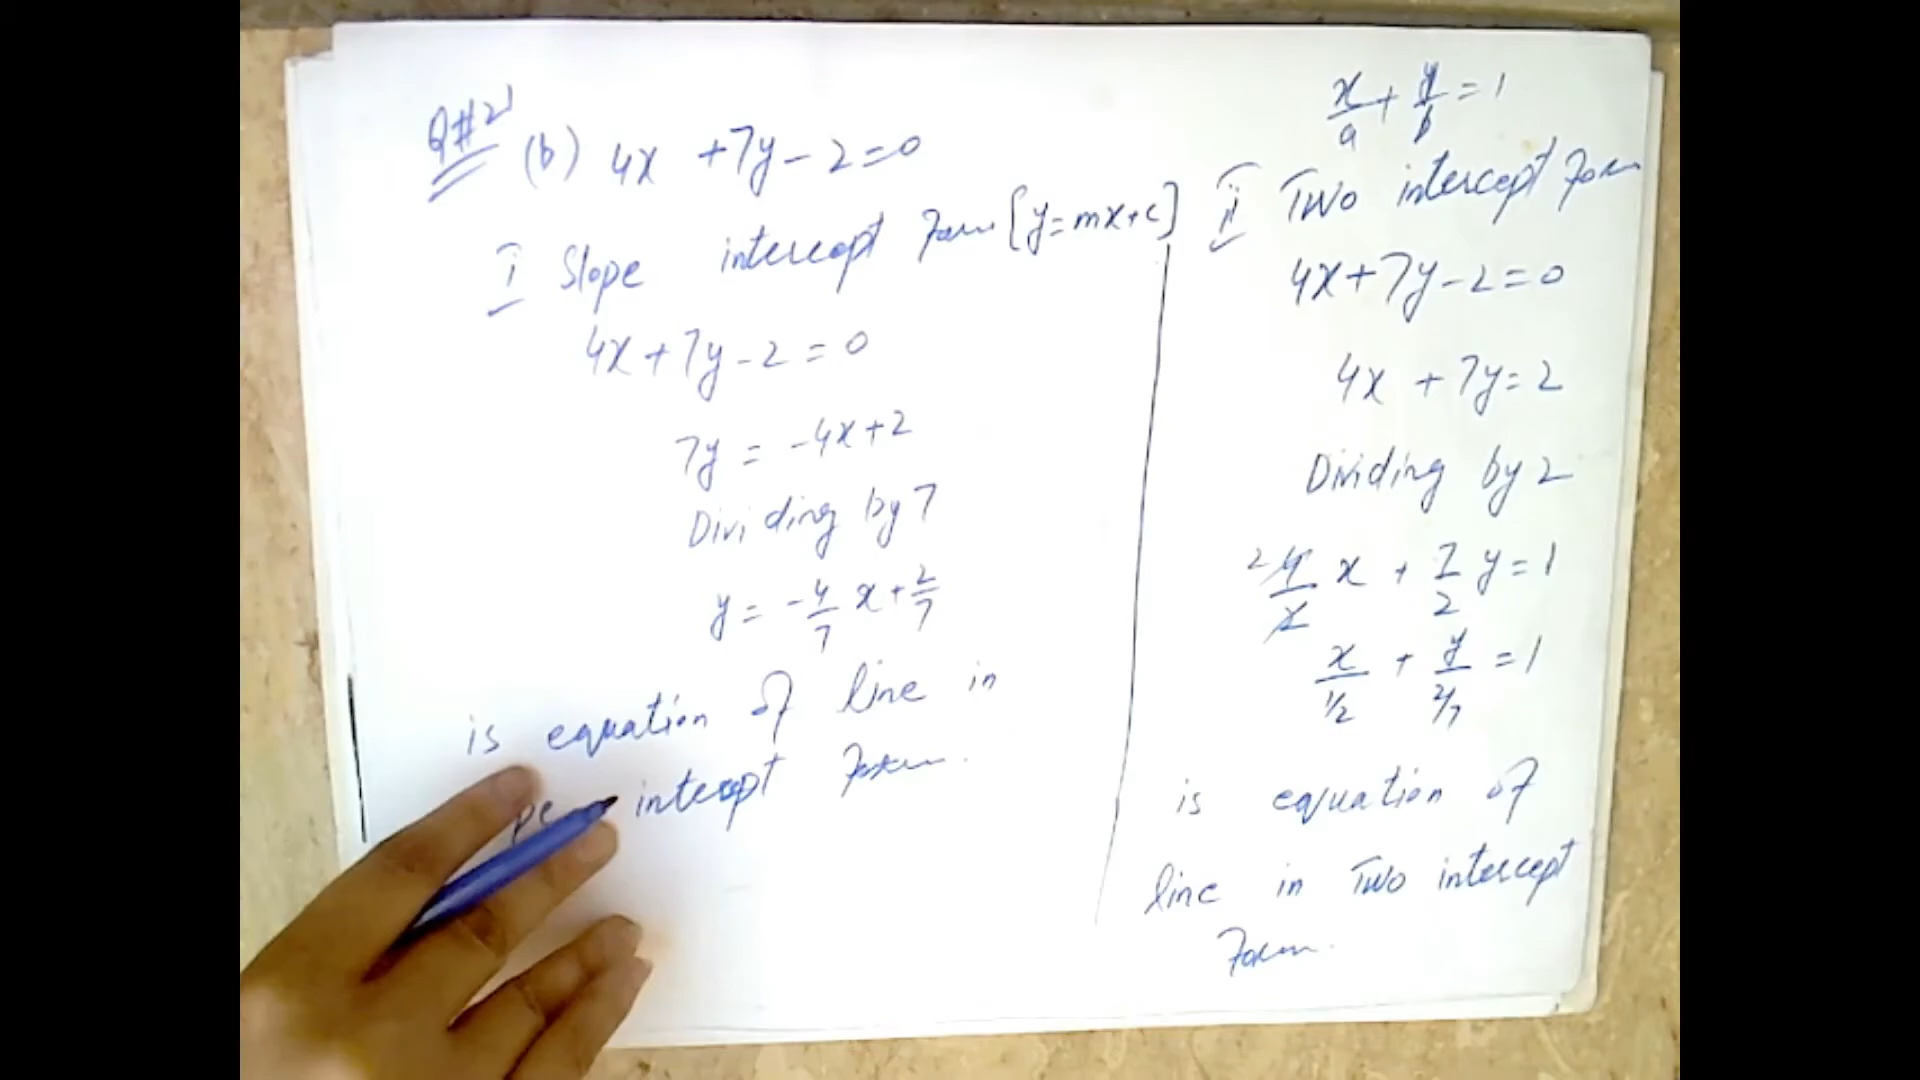 Q#2 (b) 4x +7y-2=0
i Slope intercept Form [y=mx+c]
4x+7y-2=0
7y = -4x+2
Dividing by 7
y = -4/7 x+2/7
is equation of line in
intecept Form.
x/a + y/b = 1
ii Two intercept Form
4x+7y-2=0
4x +7y=2
Dividing by 2
2 4/2 x + 7/2 y=1
x/1/2 + y/2/7 =1
is equation of
line in Two intercept
Form.